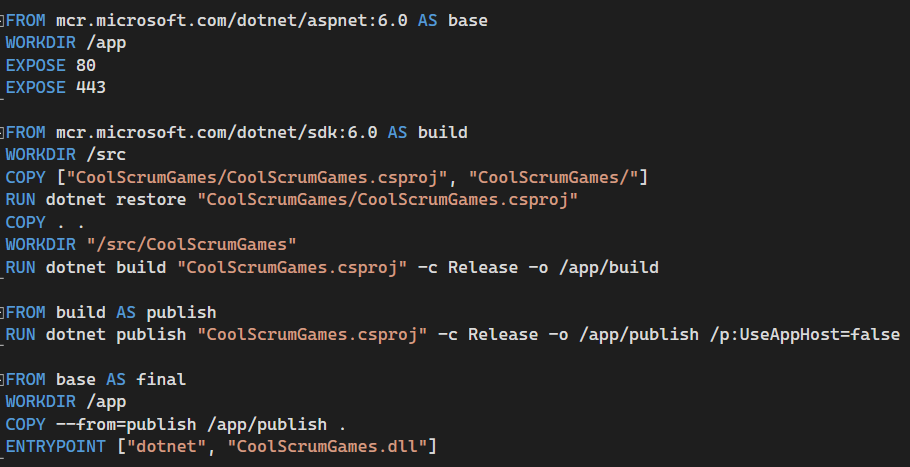 FROM mcr.microsoft.com/dotnet/aspnet:6.0 AS base
WORKDIR /app
EXPOSE 80
EXPOSE 443
FROM mcr.microsoft.com/dotnet/sdk:6.0 AS build
WORKDIR /src
COPY ["CoolScrumGames/CoolScrumGames.csproj", "CoolScrumGames/"]
RUN dotnet restore "CoolScrumGames/CoolScrumGames.csproj"
COPY . .
WORKDIR "/src/CoolScrumGames"
RUN dotnet build "CoolScrumGames.csproj" -c Release -o /app/build
FROM build AS publish
RUN dotnet publish "CoolScrumGames.csproj" -c Release -o /app/publish /p:UseAppHost=false
FROM base AS final
WORKDIR /app
COPY --from=publish /app/publish .
ENTRYPOINT ["dotnet", "CoolScrumGames.dll"]